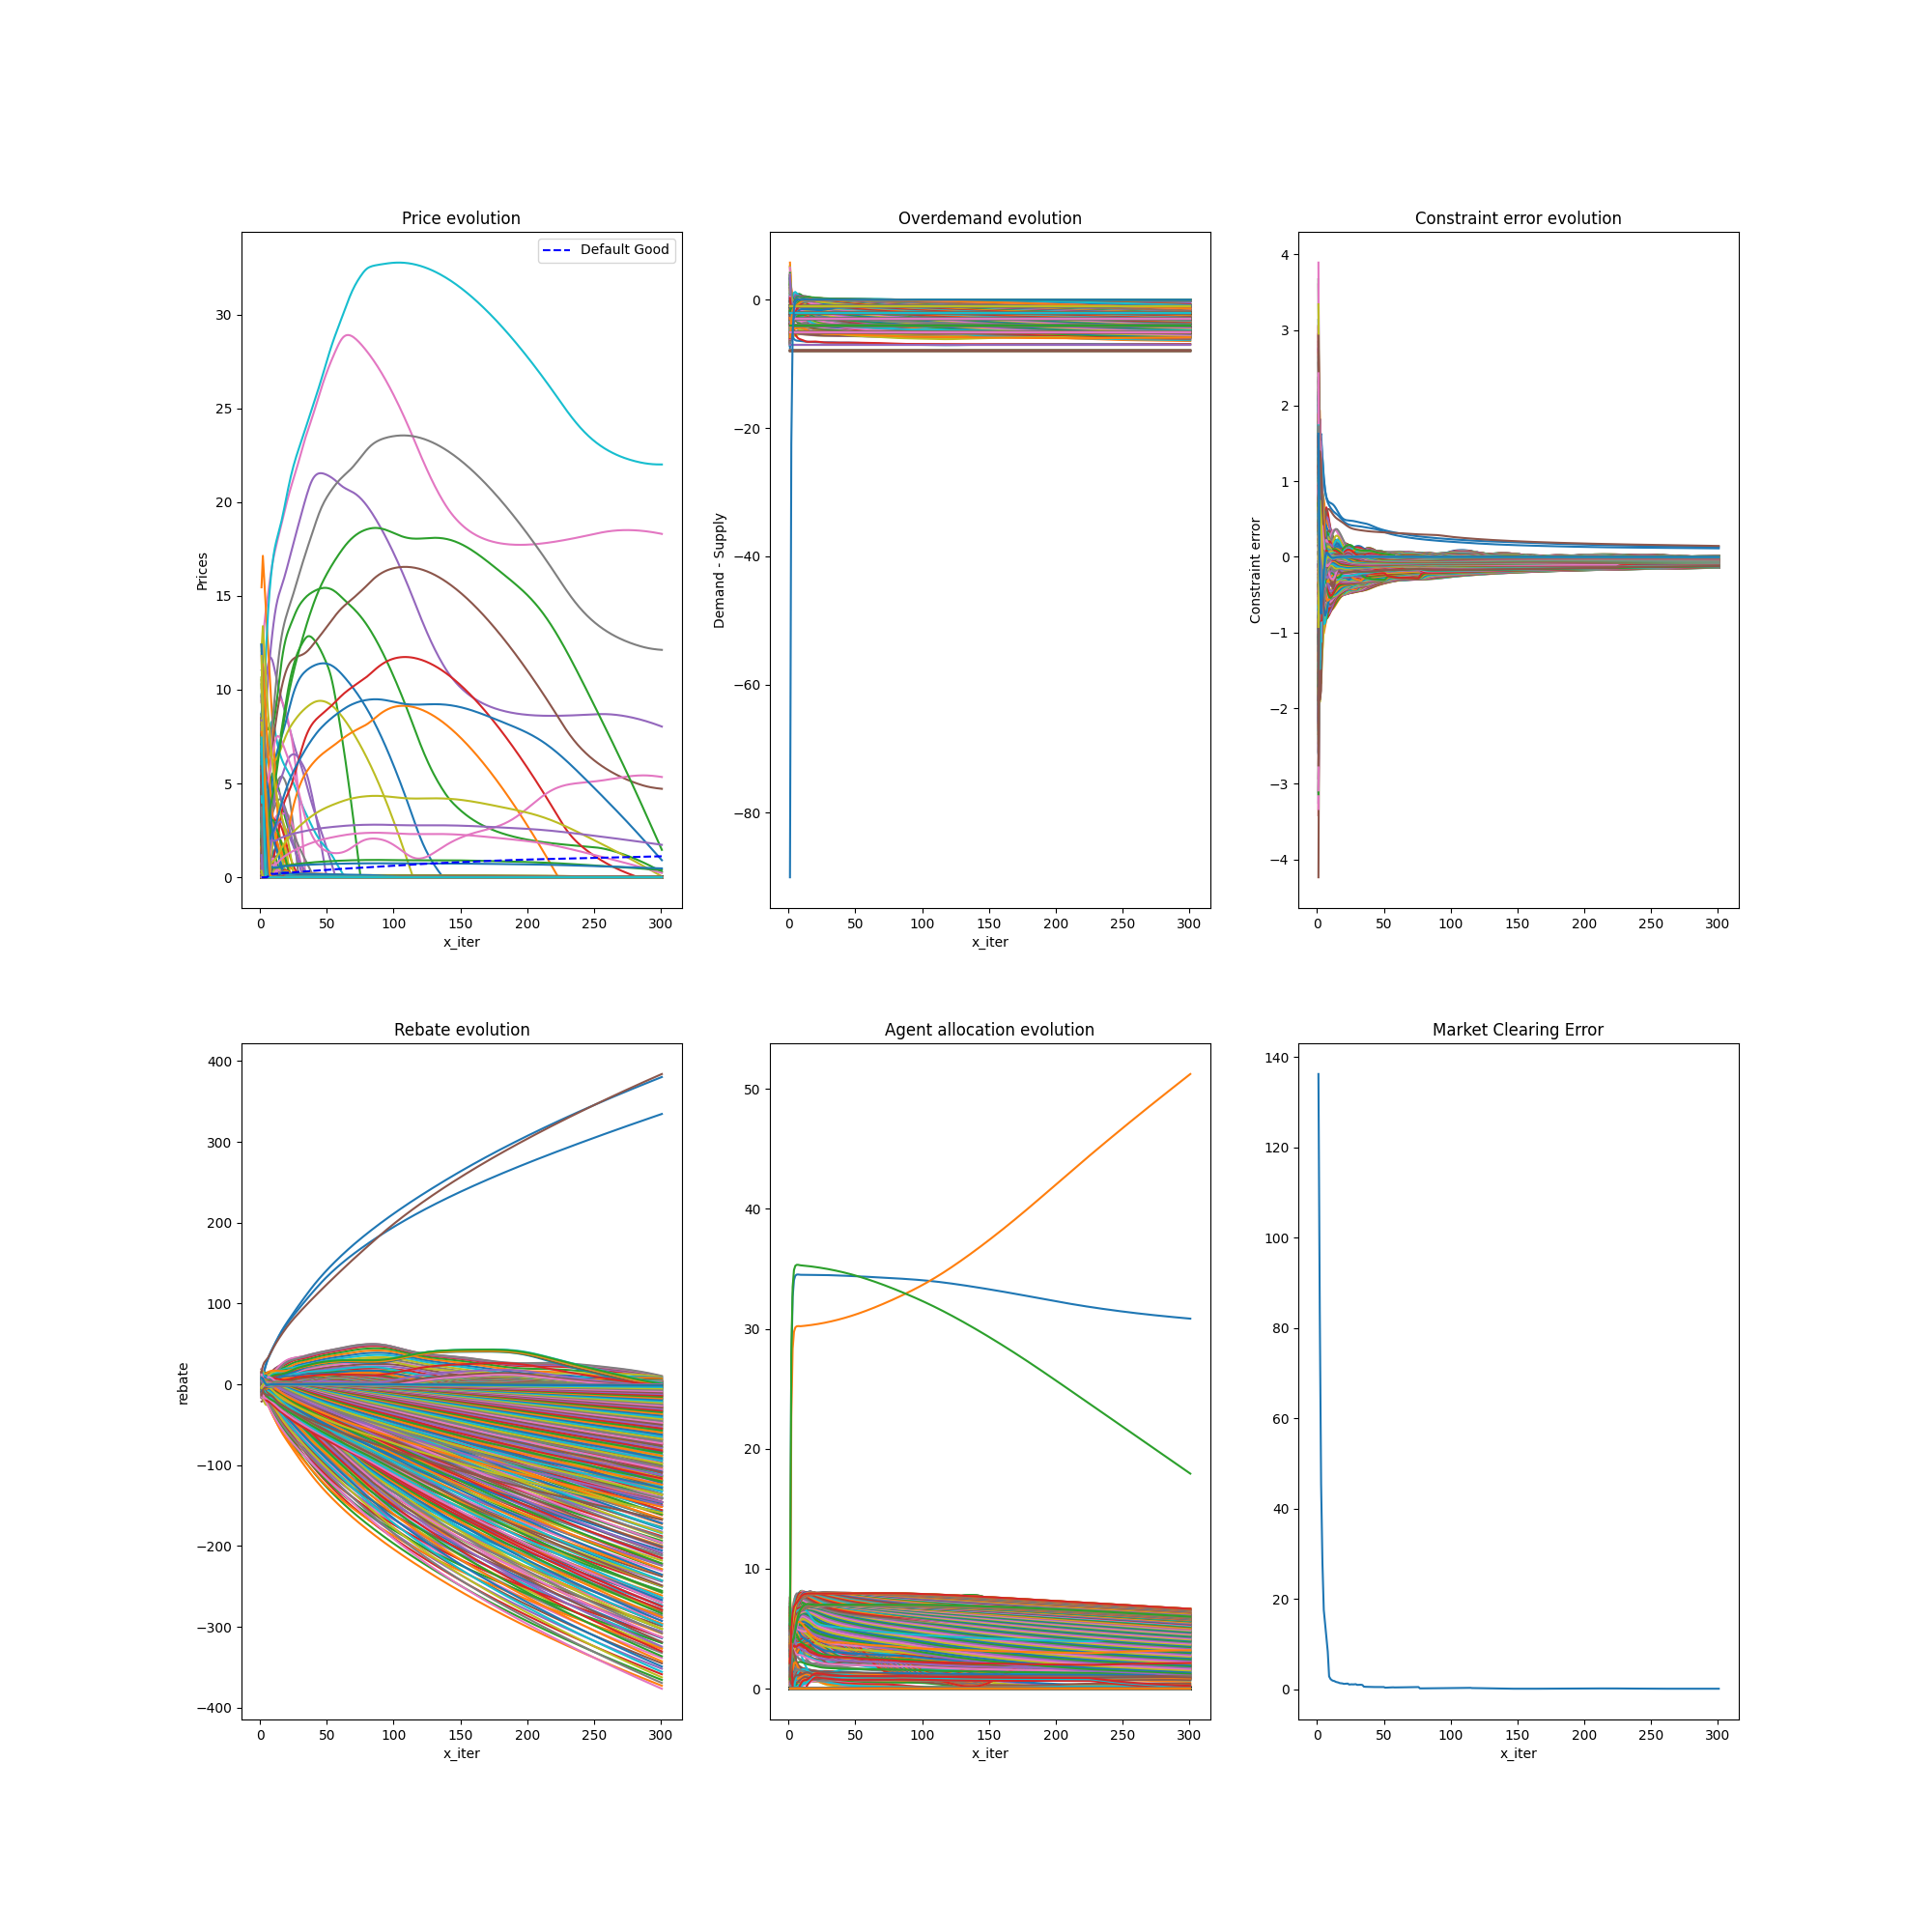 Price evolution
Overdemand evolution
Constraint error evolution
Default Good
Prices
30
25
20
15
10
5
0
0 50 100 150 200 250 300
x_iter
Demand - Supply
0
−20
−40
−60
−80
0 50 100 150 200 250 300
x_iter
Constraint error
4
3
2
1
0
−1
−2
−3
−4
0 50 100 150 200 250 300
Rebate evolution
Agent allocation evolution
Market Clearing Error
rebate
400
300
200
100
0
−100
−200
−300
−400
0 50 100 150 200 250 300
x_iter
50
40
30
20
10
0
0 50 100 150 200 250 300
x_iter
140
120
100
80
60
40
20
0
0 50 100 150 200 250 300
x_iter